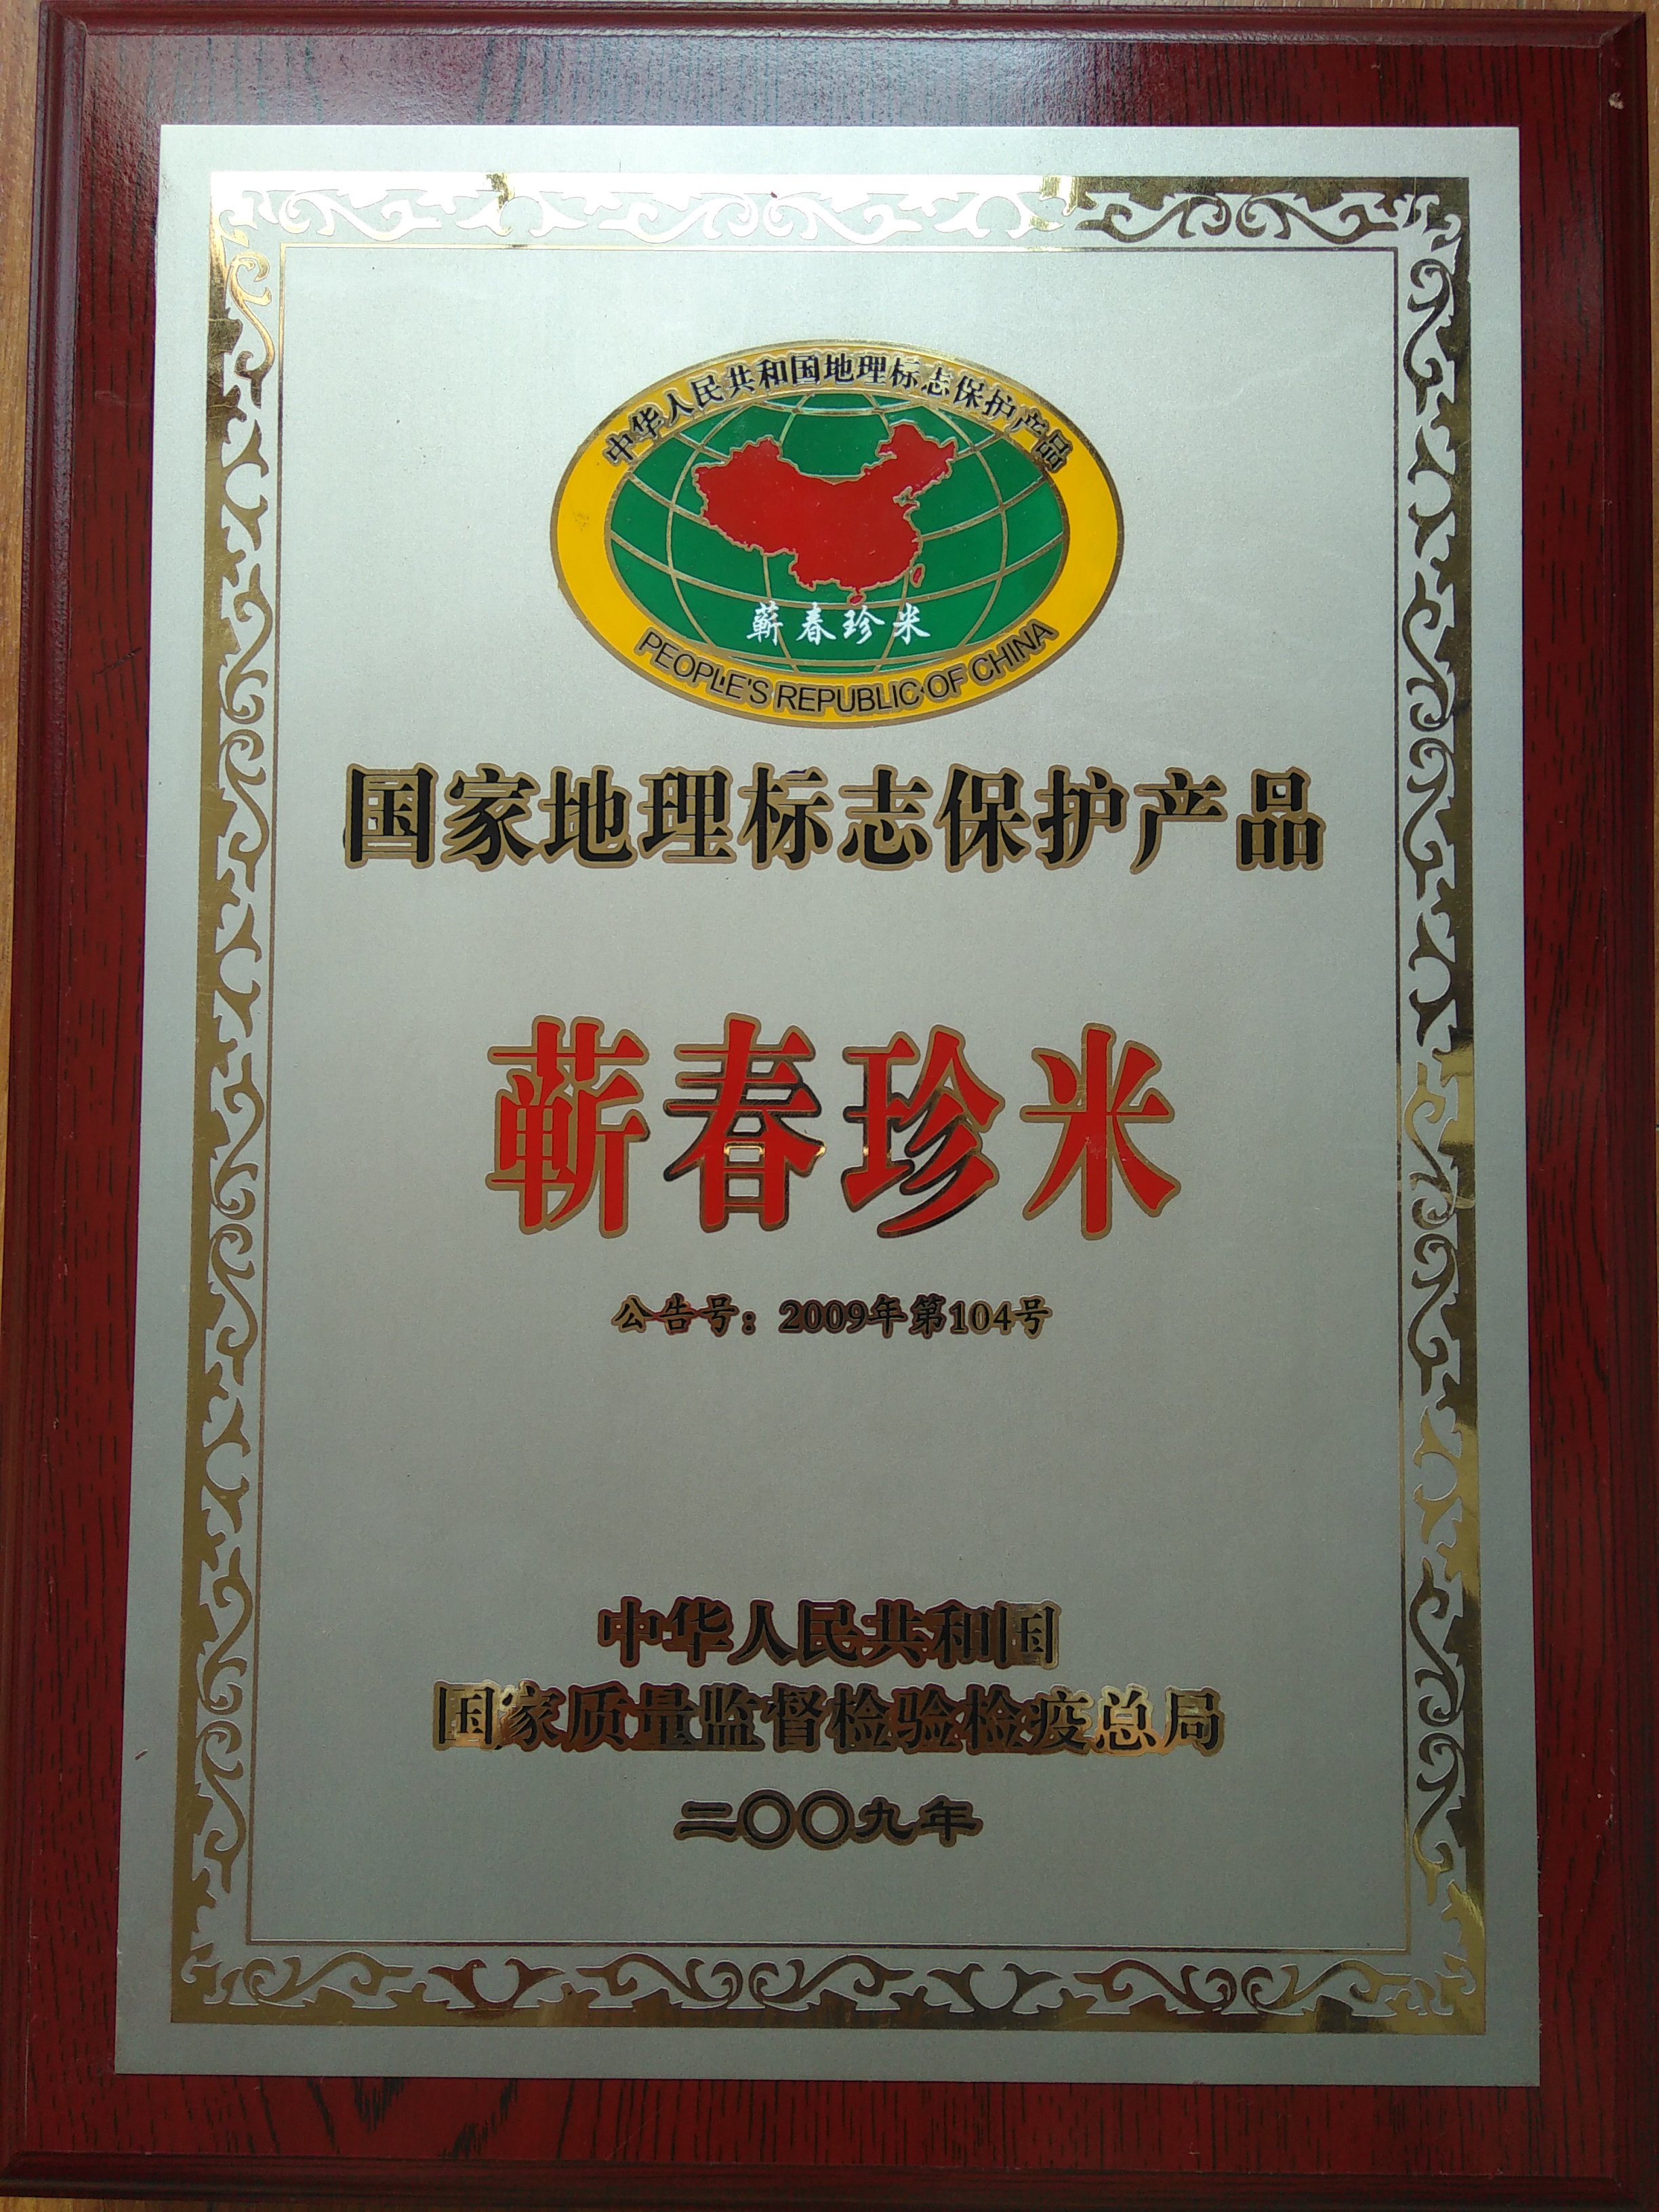 中华人民共和国地理标志保护产品
蕲春珍米
PEOPLE'S REPUBLIC OF CHINA
国家地理标志保护产品
蕲春珍米
公告号：2009年第104号
中华人民共和国
国家质量监督检验检疫总局
二〇〇九年